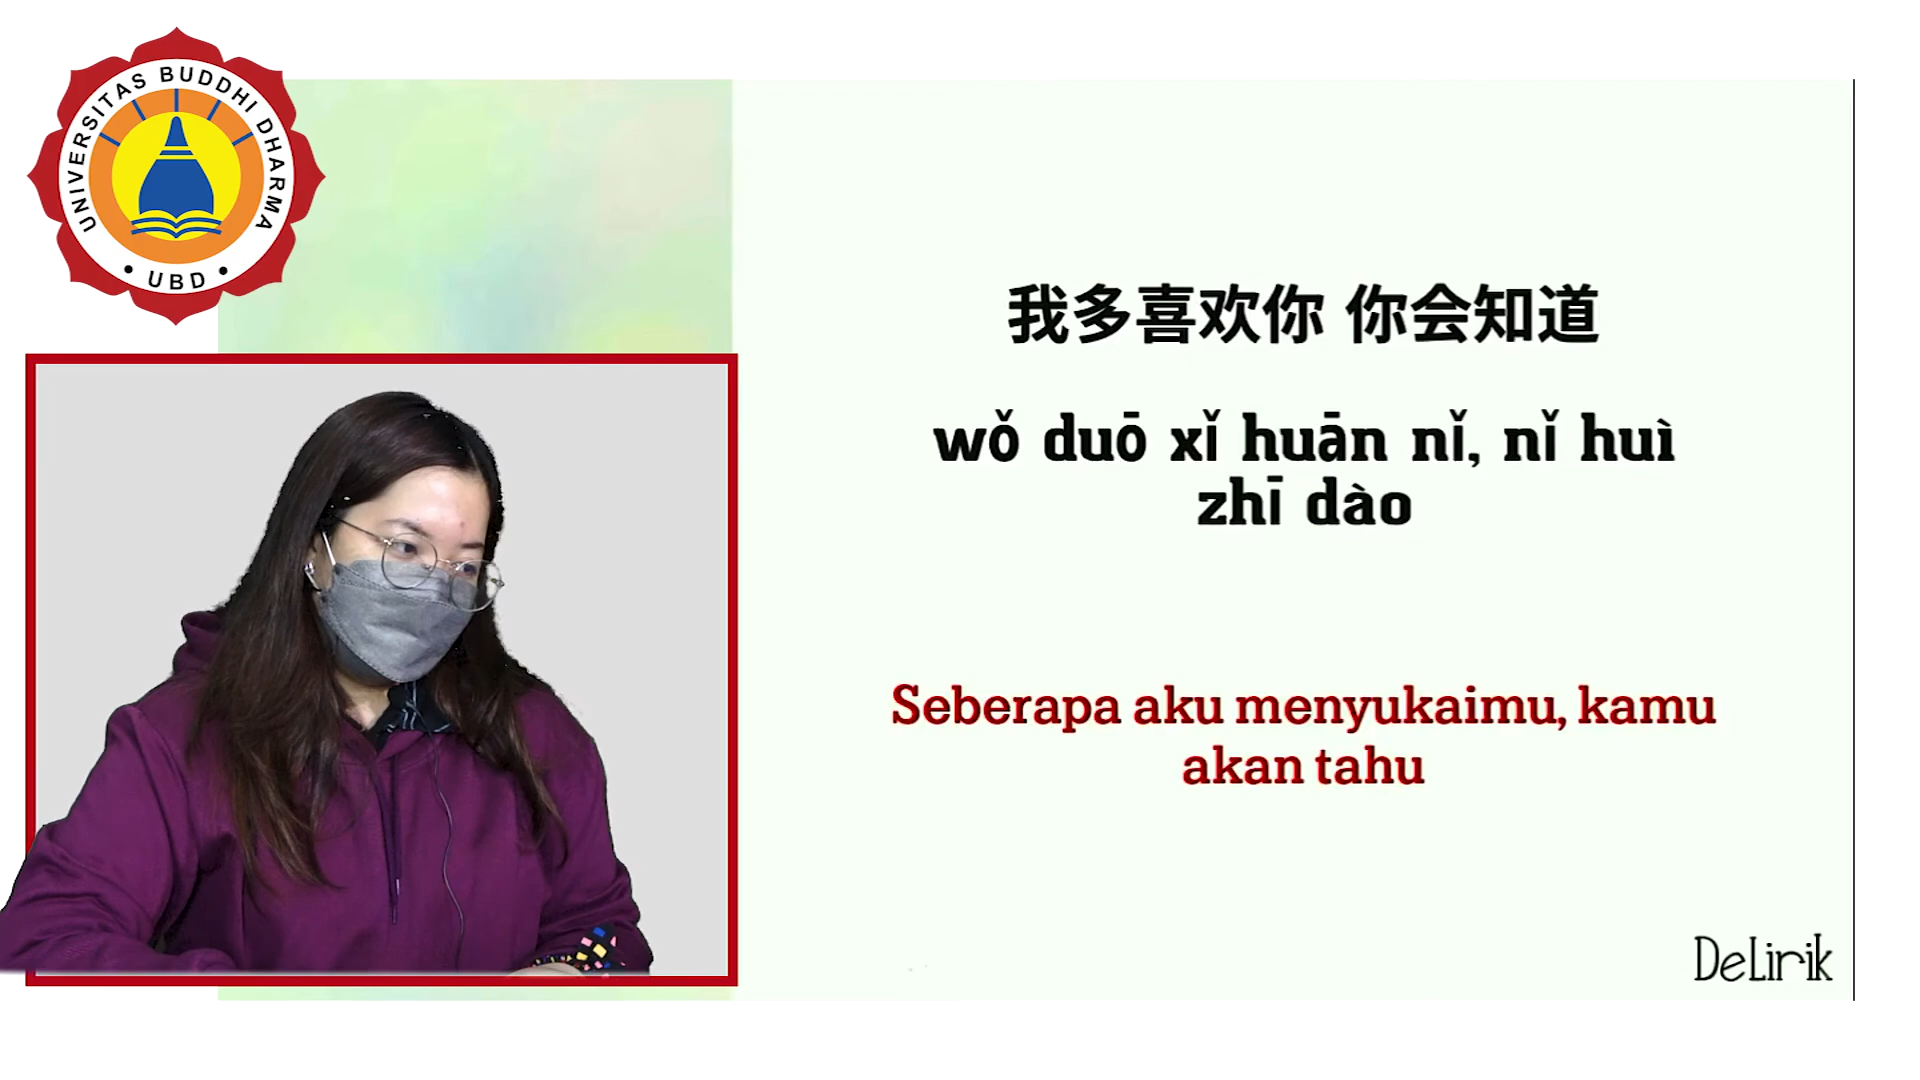 UNIVERSITAS BUDDHI DHARMA
• UBD •
我多喜欢你 你会知道
wǒ duō xǐ huān nǐ, nǐ huì
zhī dào
Seberapa aku menyukaimu, kamu
akan tahu
DeLirik